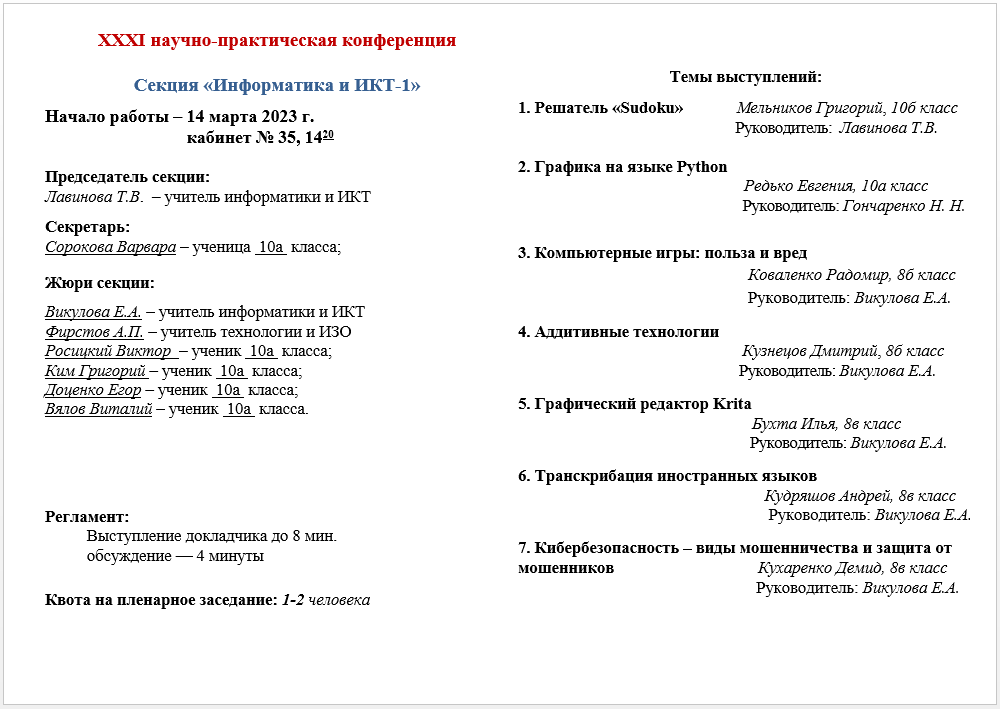 XXXI научно-практическая конференция
Секция «Информатика и ИКТ-1»
Начало работы – 14 марта 2023 г.
кабинет № 35, 14²⁰
Председатель секции:
Лавинова Т.В. – учитель информатики и ИКТ
Секретарь:
Сорокова Варвара – ученица 10а класса;
Жюри секции:
Викулова Е.А. – учитель информатики и ИКТ
Фирстов А.П. – учитель технологии и ИЗО
Росицкий Виктор – ученик 10а класса;
Ким Григорий – ученик 10а класса;
Доценко Егор – ученик 10а класса;
Вялов Виталий – ученик 10а класса.
Регламент:
Выступление докладчика до 8 мин.
обсуждение — 4 минуты
Квота на пленарное заседание: 1-2 человека
Темы выступлений:
1. Решатель «Sudoku» Мельников Григорий, 10б класс
Руководитель: Лавинова Т.В.
2. Графика на языке Python
Редько Евгения, 10а класс
Руководитель: Гончаренко Н. Н.
3. Компьютерные игры: польза и вред
Коваленко Радомир, 8б класс
Руководитель: Викулова Е.А.
4. Аддитивные технологии
Кузнецов Дмитрий, 8б класс
Руководитель: Викулова Е.А.
5. Графический редактор Krita
Бухта Илья, 8в класс
Руководитель: Викулова Е.А.
6. Транскрибация иностранных языков
Кудряшов Андрей, 8в класс
Руководитель: Викулова Е.А.
7. Кибербезопасность – виды мошенничества и защита от
мошенников Кухаренко Демид, 8в класс
Руководитель: Викулова Е.А.